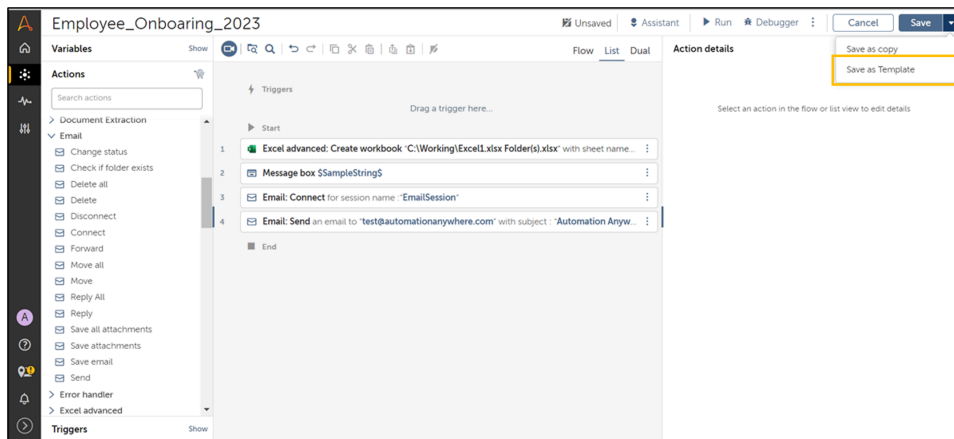 Employee_Onboaring_2023
Unsaved
Assistant
Run
Debugger
Cancel
Save
Save as copy
Save as Template
Variables
Show
Actions
Search actions
Document Extraction
Email
Change status
Check if folder exists
Delete all
Delete
Disconnect
Connect
Forward
Move all
Move
Reply All
Reply
Save all attachments
Save attachments
Save email
Send
Error handler
Excel advanced
Triggers
Show
A
Flow
List
Dual
Triggers
Drag a trigger here...
Start
1 Excel advanced: Create workbook "C:\Working\Excel1.xlsx Folder(s).xlsx" with sheet name...
2 Message box $SampleString$
3 Email: Connect for session name :"EmailSession"
4 Email: Send an email to "test@automationanywhere.com" with subject : "Automation Anyw...
End
Action details
Select an action in the flow or list view to edit details